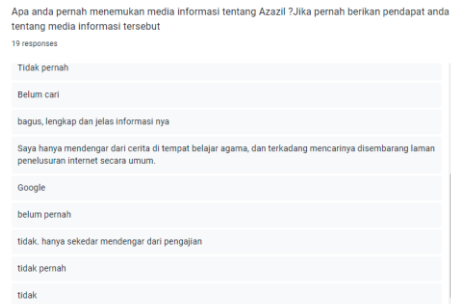 Apa anda pernah menemukan media informasi tentang Azazil ?Jika pernah berikan pendapat anda
tentang media informasi tersebut
19 responses
Tidak pernah
Belum cari
bagus, lengkap dan jelas informasi nya
Saya hanya mendengar dari cerita di tempat belajar agama, dan terkadang mencarinya disembarang laman
penelusuran internet secara umum.
Google
belum pernah
tidak. hanya sekedar mendengar dari pengajian
tidak pernah
tidak